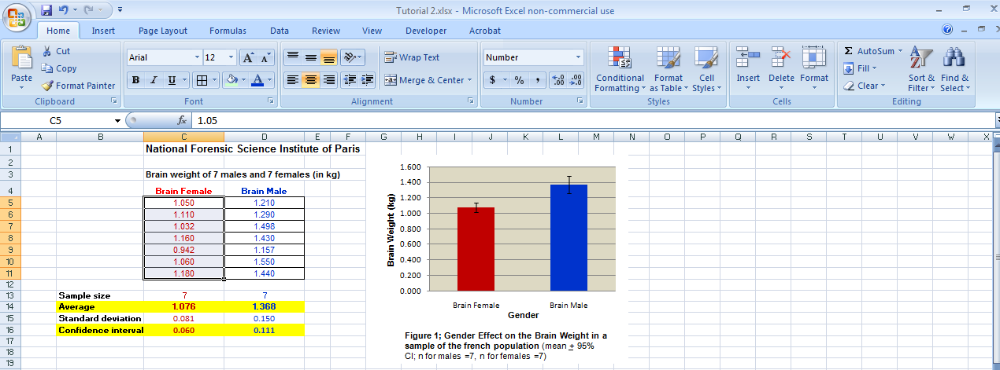 Tutorial 2.xlsx - Microsoft Excel non-commercial use
Home Insert Page Layout Formulas Data Review View Developer Acrobat
Paste
Cut
Copy
Format Painter
Clipboard
Arial 12
A A
B I U A
Font
Wrap Text
Merge & Center
Alignment
Number
$ % , .00 .00
Number
Conditional Formatting
Format as Table
Cell Styles
Styles
Insert Delete Format
Cells
Σ AutoSum
Fill
Clear
Sort & Filter
Find & Select
Editing
C5 fx 1.05
A B C D E F G H I J K L M N O P Q R S T U V W X
1 National Forensic Science Institute of Paris
2
3 Brain weight of 7 males and 7 females (in kg)
4 Brain Female Brain Male
5 1.050 1.210
6 1.110 1.290
7 1.032 1.498
8 1.160 1.430
9 0.942 1.157
10 1.060 1.550
11 1.180 1.440
12
13 Sample size 7 7
14 Average 1.076 1.368
15 Standard deviation 0.081 0.150
16 Confidence interval 0.060 0.111
17
18
19
1.600
1.400
1.200
1.000
0.800
0.600
0.400
0.200
0.000
Brain Weight (kg)
Brain Female Brain Male
Gender
Figure 1; Gender Effect on the Brain Weight in a
sample of the french population (mean + 95%
CI; n for males =7, n for females =7)